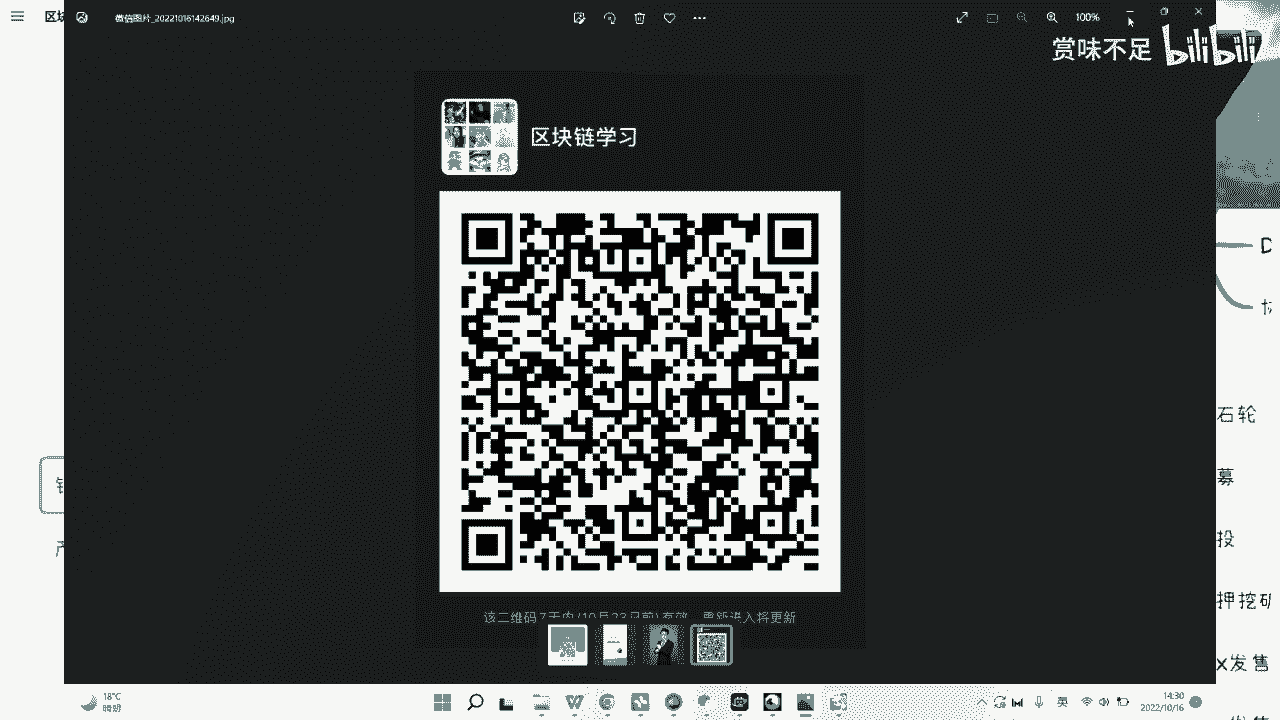 区块
微信图片_20221016142649.jpg
100%
赏味不足 bilibili
区块链学习
D
石轮
募
投
押挖矿
x发售
该二维码7天内(10月23日前)有效，重新进入将更新
18°C
晴朗
英
14:30
2022/10/16